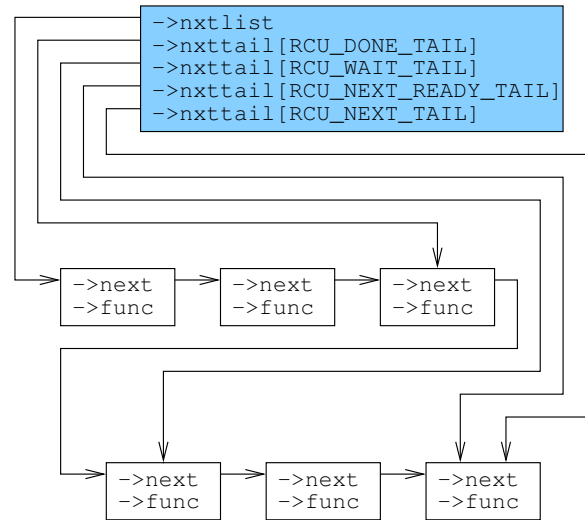 ->nxtlist
->nxttail[RCU_DONE_TAIL]
->nxttail[RCU_WAIT_TAIL]
->nxttail[RCU_NEXT_READY_TAIL]
->nxttail[RCU_NEXT_TAIL]
->next ->next ->next
->func ->func ->func
->next ->next ->next
->func ->func ->func